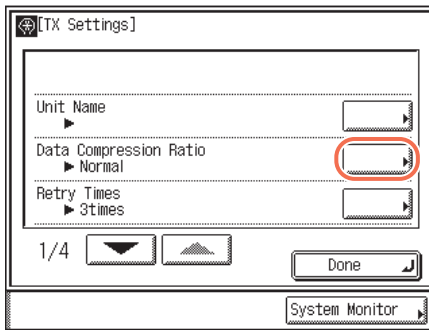 [TX Settings]
Unit Name
▶
Data Compression Ratio
▶ Normal
Retry Times
▶ 3times
1/4
Done
System Monitor